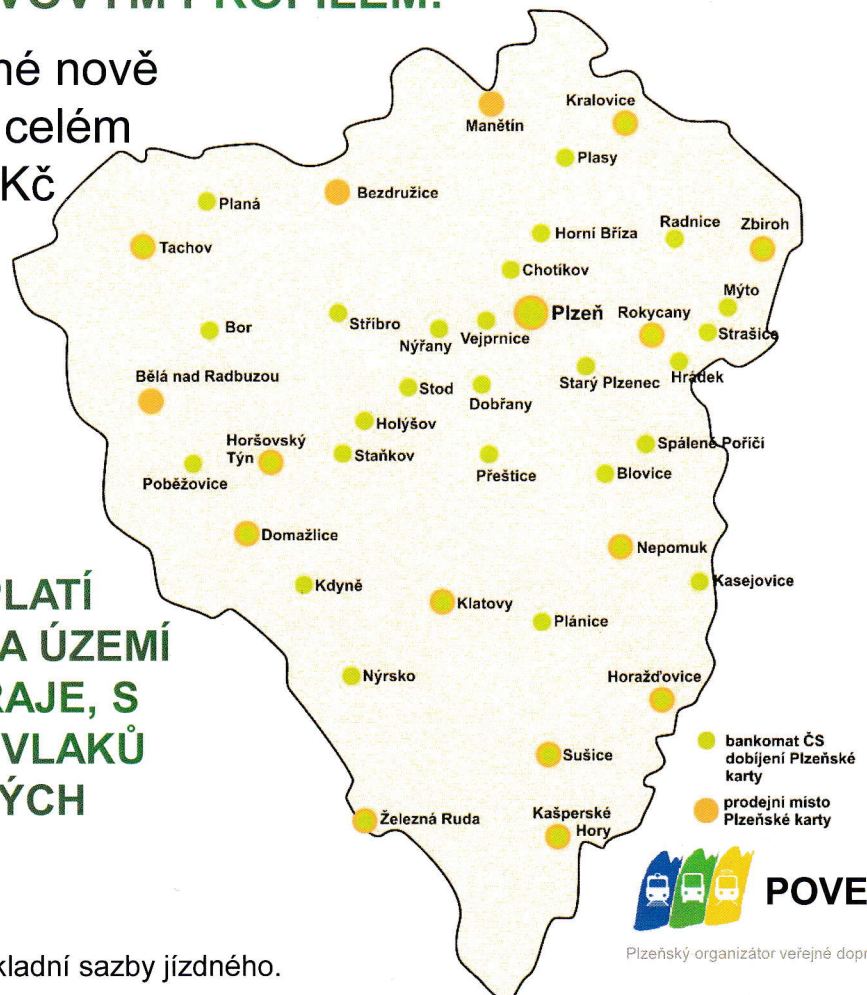 VOVÝM PROFILEM.
né nově
celém
Kč
Manětín
Kralovice
Plasy
Planá
Bezdružice
Tachov
Horní Bříza
Radnice
Zbiroh
Chotíkov
Mýto
Bor
Stříbro
Nýřany
Vejprnice
Plzeň
Rokycany
Strašice
Bělá nad Radbuzou
Stod
Dobřany
Starý Plzenec
Hrádek
Holýšov
Horšovský
Týn
Staňkov
Poběžovice
Přeštice
Spálené Poříčí
Blovice
Domažlice
Nepomuk
Kdyně
Klatovy
Kasejovice
Plánice
PLATÍ
A ÚZEMÍ
RAJE, S
VLAKŮ
ÝCH
Nýrsko
Horažďovice
Sušice
Železná Ruda
Kašperské
Hory
bankomat ČS
dobíjení Plzeňské
karty
prodejní místo
Plzeňské karty
POVE
Plzeňský organizátor veřejné dopr
kladní sazby jízdného.